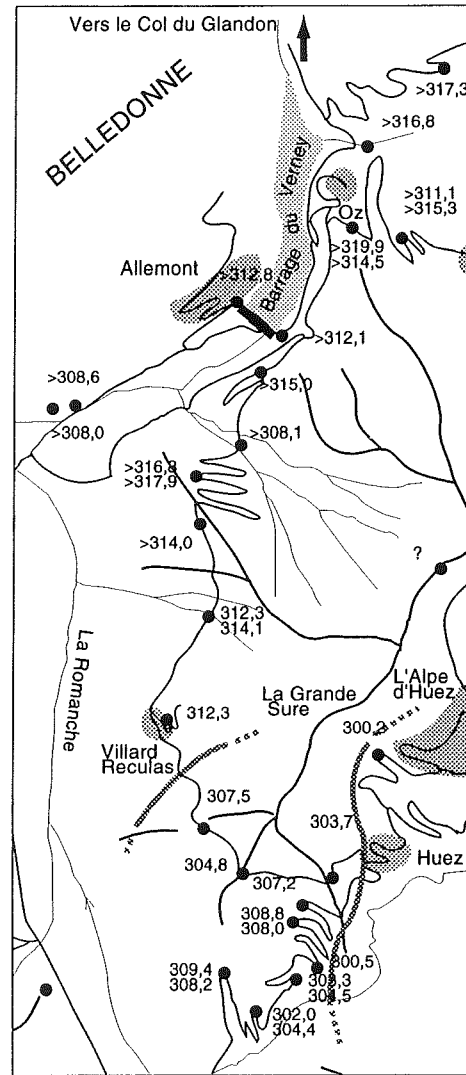 Vers le Col du Glandon
BELLEDONNE
>317,3
>316,8
Barrage du Verney
Oz
>311,1
>315,3
>319,9
>314,5
Allemont
>312,8
>312,1
>308,6
>315,0
>308,0
>308,1
>316,8
>317,9
>314,0
?
312,3
314,1
La Romanche
L'Alpe
d'Huez
La Grande
Sure
312,3
300,2
Villard
Reculas
307,5
303,7
304,8
307,2
Huez
308,8
308,0
300,5
309,4
308,2
304,5
302,0
304,4